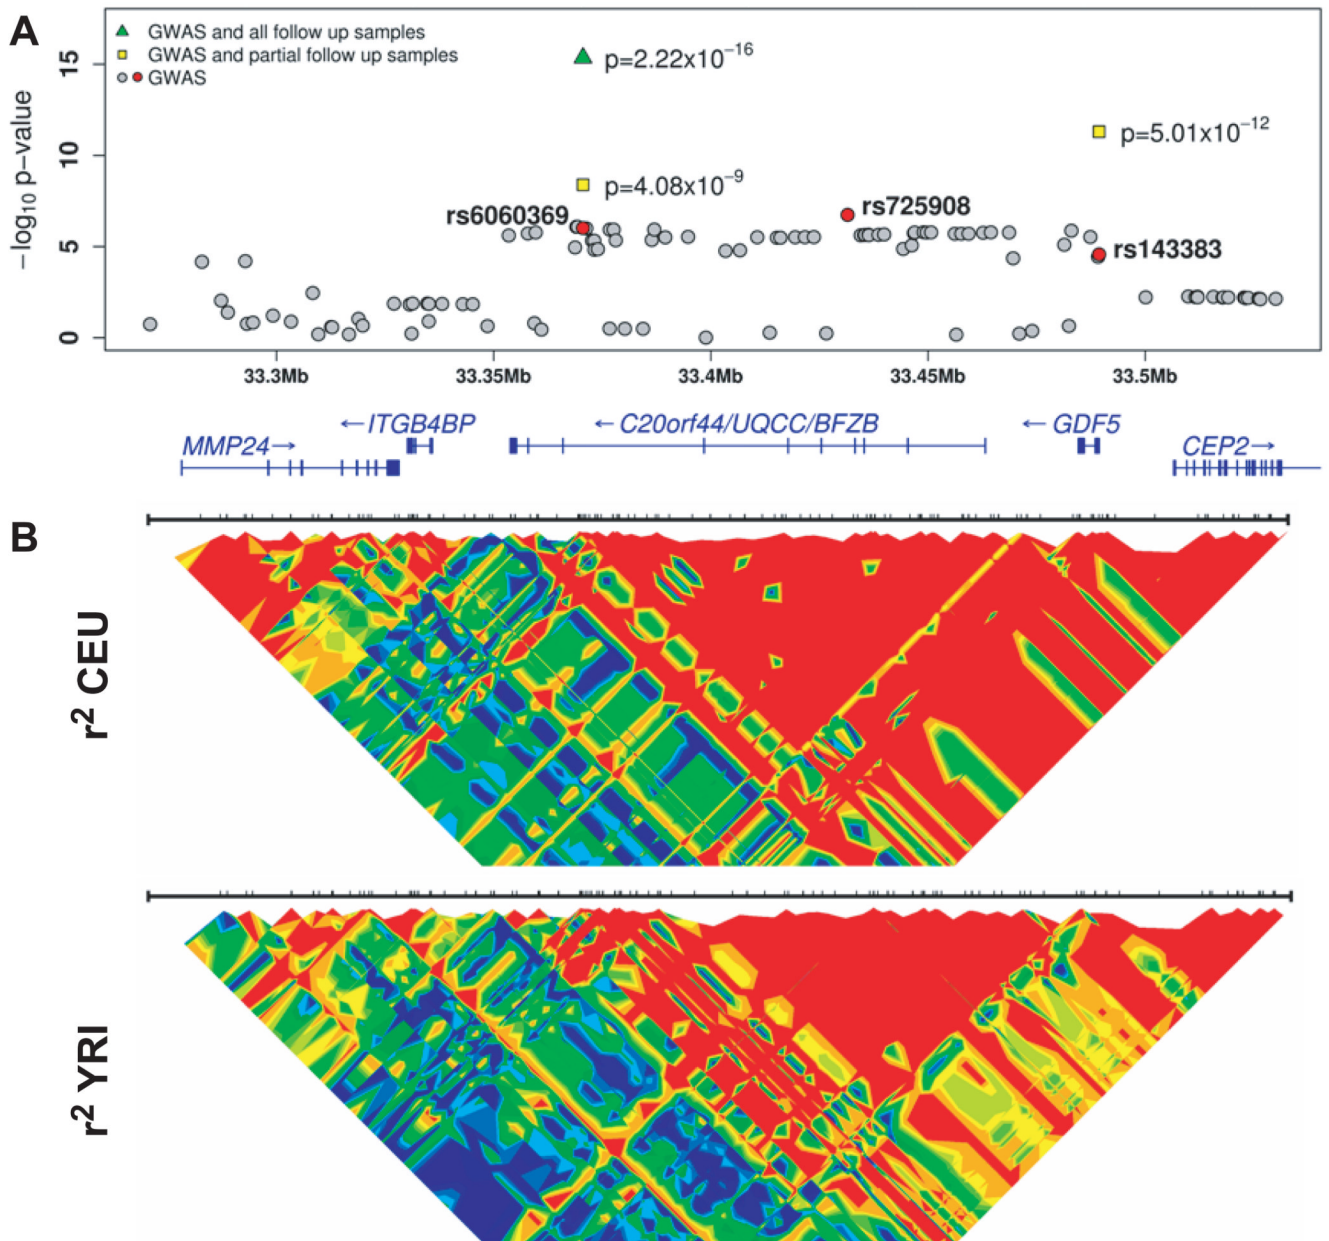 A
GWAS and all follow up samples
GWAS and partial follow up samples
GWAS
p=2.22x10⁻¹⁶
p=5.01x10⁻¹²
p=4.08x10⁻⁹
rs6060369
rs725908
rs143383
−log₁₀ p−value
0
5
10
15
33.3Mb 33.35Mb 33.4Mb 33.45Mb 33.5Mb
←ITGB4BP ← C20orf44/UQCC/BFZB ← GDF5
MMP24→ CEP2→
B
r² CEU
r² YRI